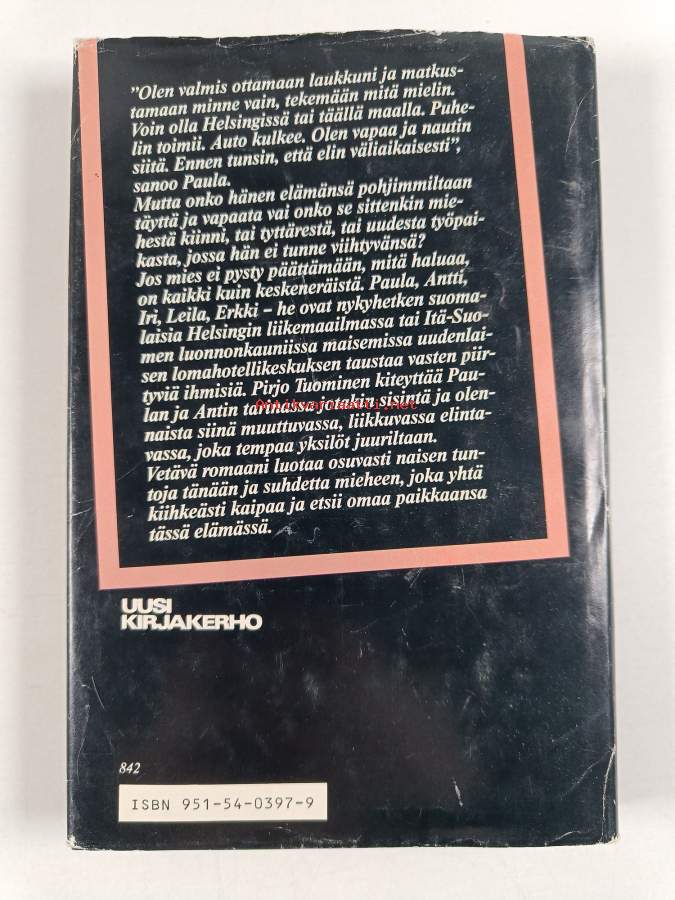 ”Olen valmis ottamaan laukkuni ja matkus-
tamaan minne vain, tekemään mitä mielin.
Voin olla Helsingissä tai täällä maalla. Puhe-
lin toimii. Auto kulkee. Olen vapaa ja nautin
siitä. Ennen tunsin, että elin väliaikaisesti”,
sanoo Paula.
Mutta onko hänen elämänsä pohjimmiltaan
täyttä ja vapaata vai onko se sittenkin mie-
hestä kiinni, tai tyttärestä, tai uudesta työpai-
kasta, jossa hän ei tunne viihtyvänsä?
Jos mies ei pysty päättämään, mitä haluaa,
on kaikki kuin keskeneräistä. Paula, Antti,
Iri, Leila, Erkki – he ovat nykyhetken suoma-
laisia Helsingin liikemaailmassa tai Itä-Suo-
men luonnonkauniissa maisemissa uudenlai-
sen lomahotellikeskuksen taustaa vasten piir-
tyviä ihmisiä. Pirjo Tuominen kiteyttää Pau-
lan ja Antin jotakin sisintä ja olen-
Antikvariaatti.net
naista siinä muuttuvassa, liikkuvassa elinta-
vassa, joka tempaa yksilöt juuriltaan.
Vetävä romaani luotaa osuvasti naisen tun-
toja tänään ja suhdetta mieheen, joka yhtä
kiihkeästi kaipaa ja etsii omaa paikkaansa
tässä elämässä.
UUSI
KIRJAKERHO
842
ISBN 951-54-0397-9